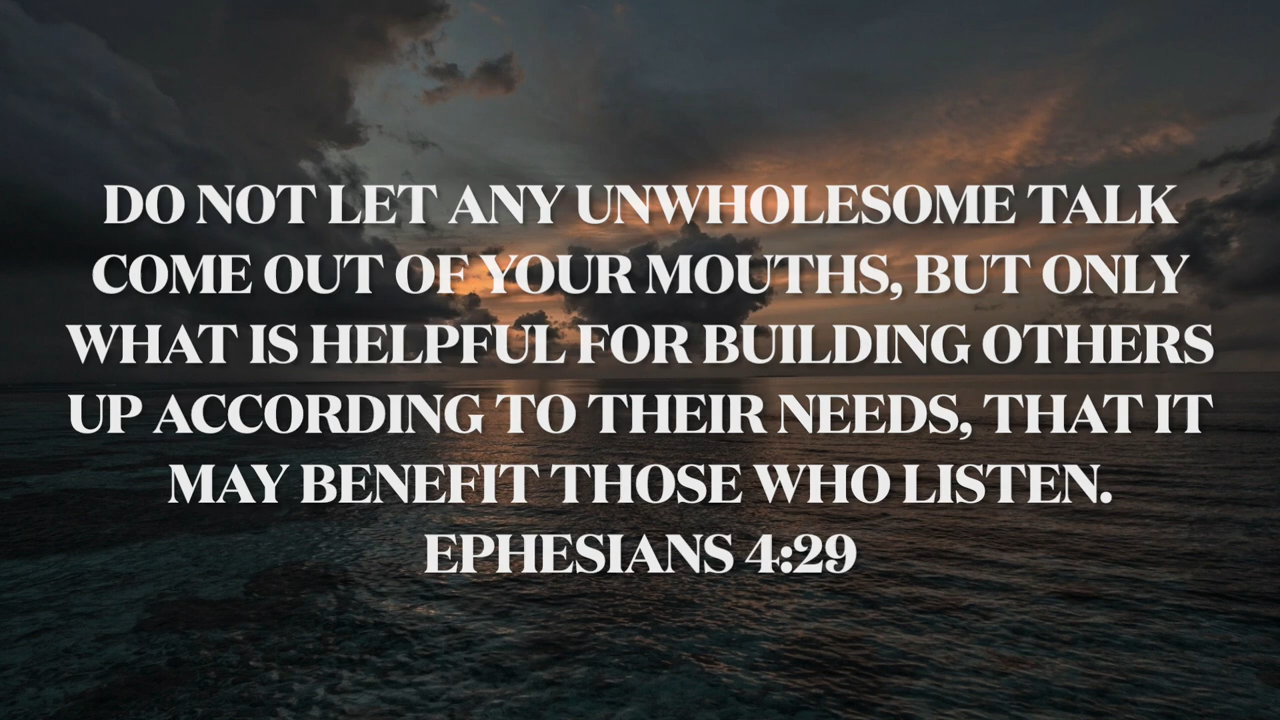 DO NOT LET ANY UNWHOLESOME TALK
COME OUT OF YOUR MOUTHS, BUT ONLY
WHAT IS HELPFUL FOR BUILDING OTHERS
UP ACCORDING TO THEIR NEEDS, THAT IT
MAY BENEFIT THOSE WHO LISTEN.
EPHESIANS 4:29